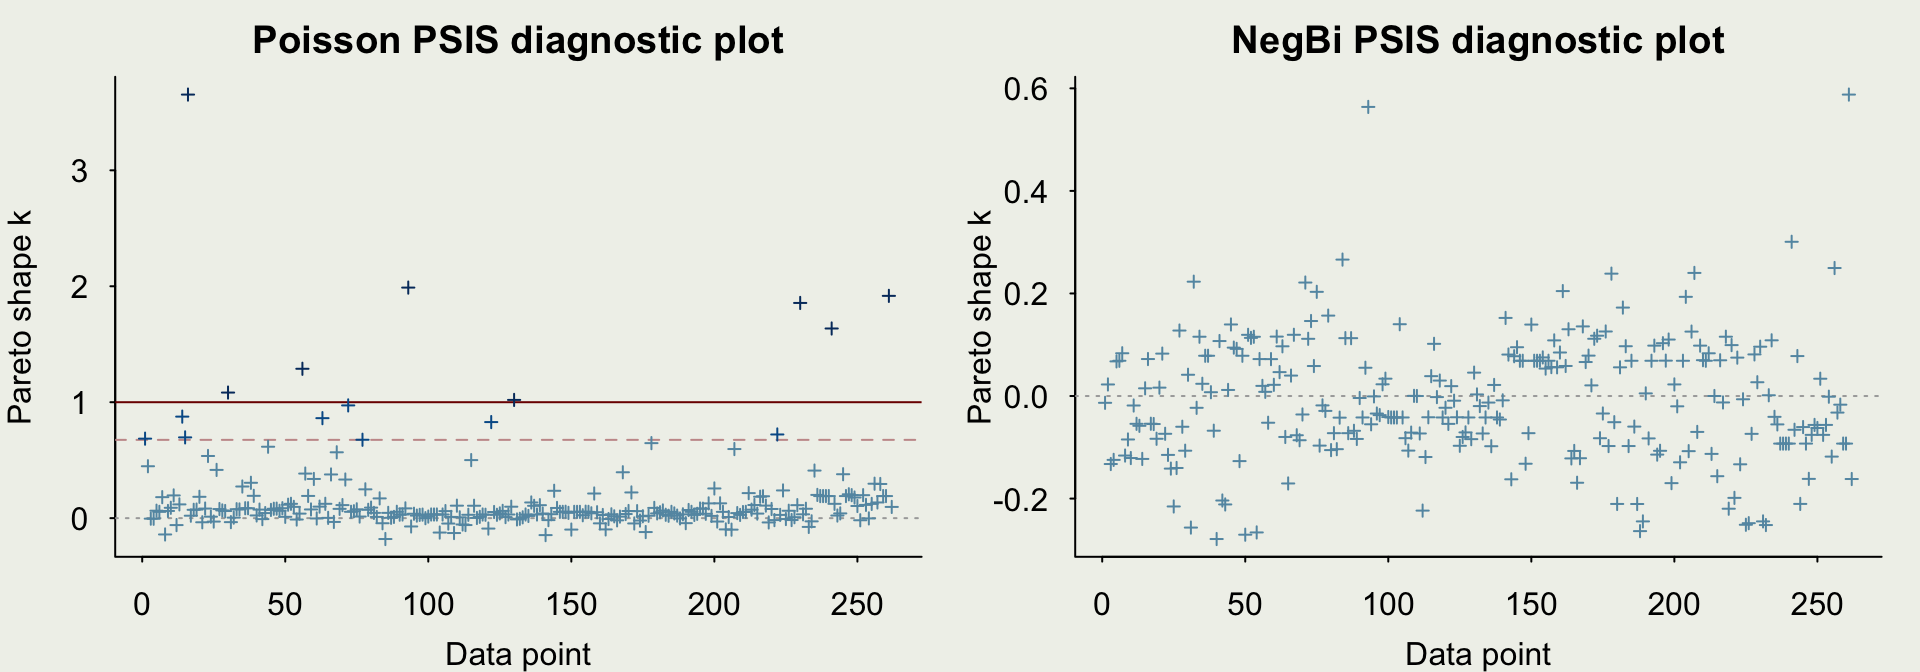 Poisson PSIS diagnostic plot
Pareto shape k
3
2
1
0
0 50 100 150 200 250
Data point
NegBi PSIS diagnostic plot
Pareto shape k
0.6
0.4
0.2
0.0
-0.2
0 50 100 150 200 250
Data point